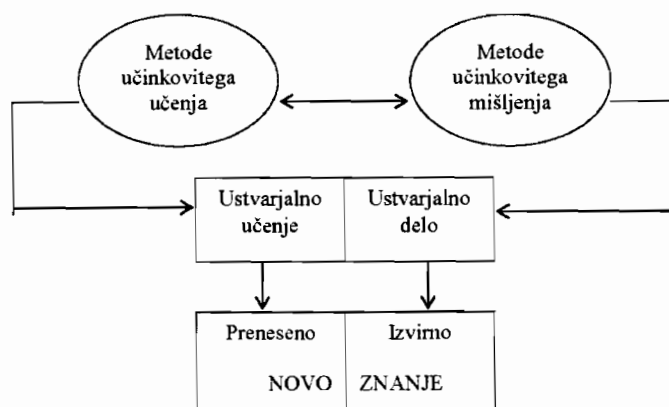 Metode
učinkovitega
učenja
Metode
učinkovitega
mišljenja
Ustvarjalno
učenje
Ustvarjalno
delo
Preneseno
Izvirno
NOVO ZNANJE